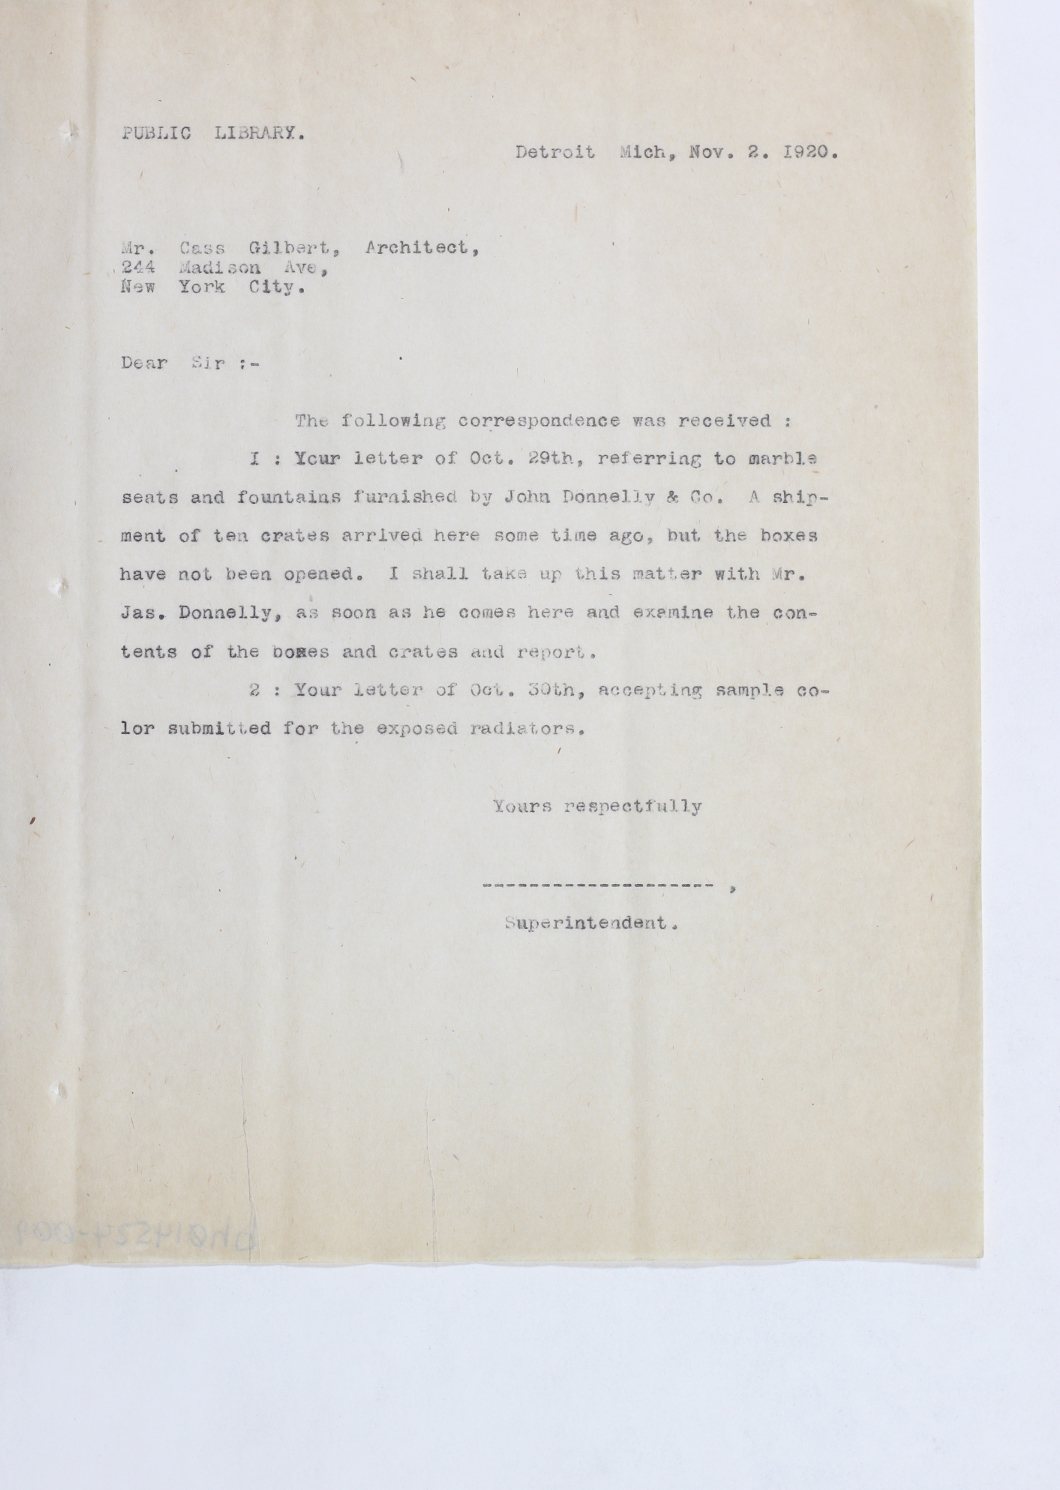 PUBLIC LIBRARY.
Detroit Mich, Nov. 2. I920.
Mr. Cass Gilbert, Architect,
244 Madison Ave,
New York City.
Dear Sir :-
The following correspondence was received :
I : Your letter of Oct. 29th, referring to marble
seats and fountains furnished by John Donnelly & Co. A ship-
ment of ten crates arrived here some time ago, but the boxes
have not been opened. I shall take up this matter with Mr.
Jas. Donnelly, as soon as he comes here and examine the con-
tents of the boxes and crates and report.
2 : Your letter of Oct. 30th, accepting sample co-
lor submitted for the exposed radiators.
Yours respectfully
-------------------- ,
Superintendent.
bh014524-009